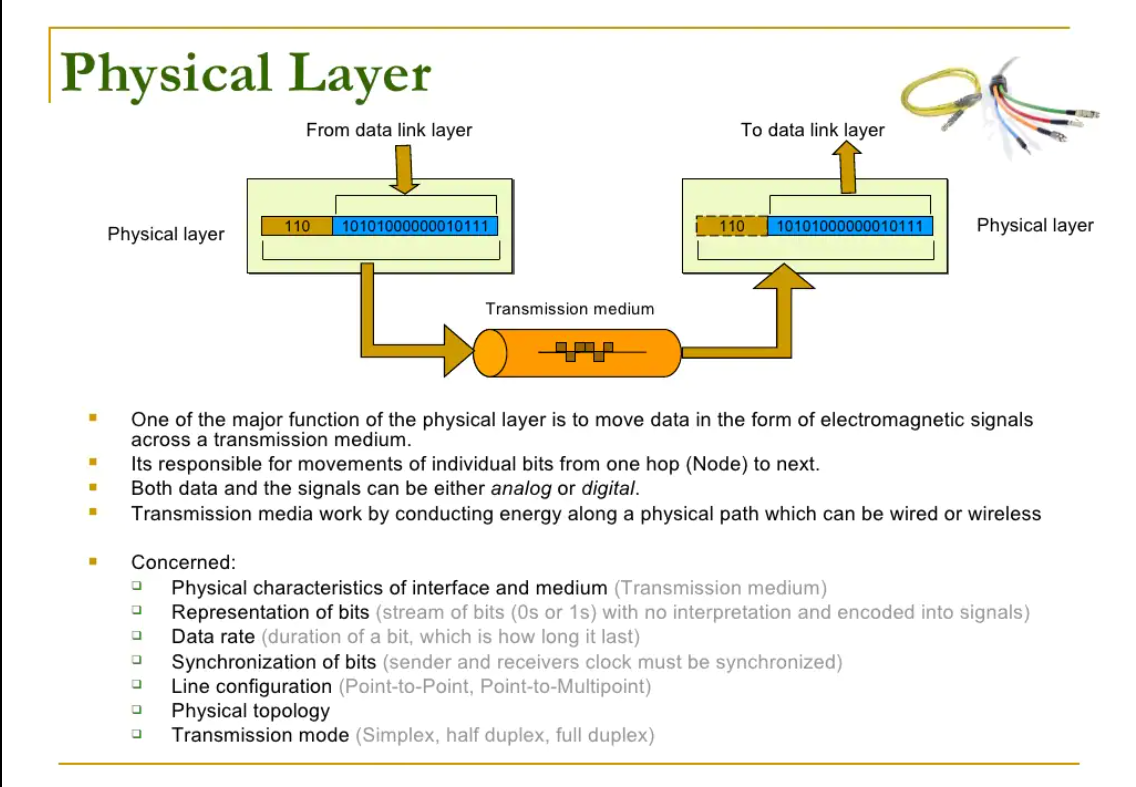 Physical Layer
From data link layer
To data link layer
Physical layer
110
10101000000010111
110
10101000000010111
Physical layer
Transmission medium
One of the major function of the physical layer is to move data in the form of electromagnetic signals
across a transmission medium.
Its responsible for movements of individual bits from one hop (Node) to next.
Both data and the signals can be either analog or digital.
Transmission media work by conducting energy along a physical path which can be wired or wireless
Concerned:
Physical characteristics of interface and medium (Transmission medium)
Representation of bits (stream of bits (0s or 1s) with no interpretation and encoded into signals)
Data rate (duration of a bit, which is how long it last)
Synchronization of bits (sender and receivers clock must be synchronized)
Line configuration (Point-to-Point, Point-to-Multipoint)
Physical topology
Transmission mode (Simplex, half duplex, full duplex)